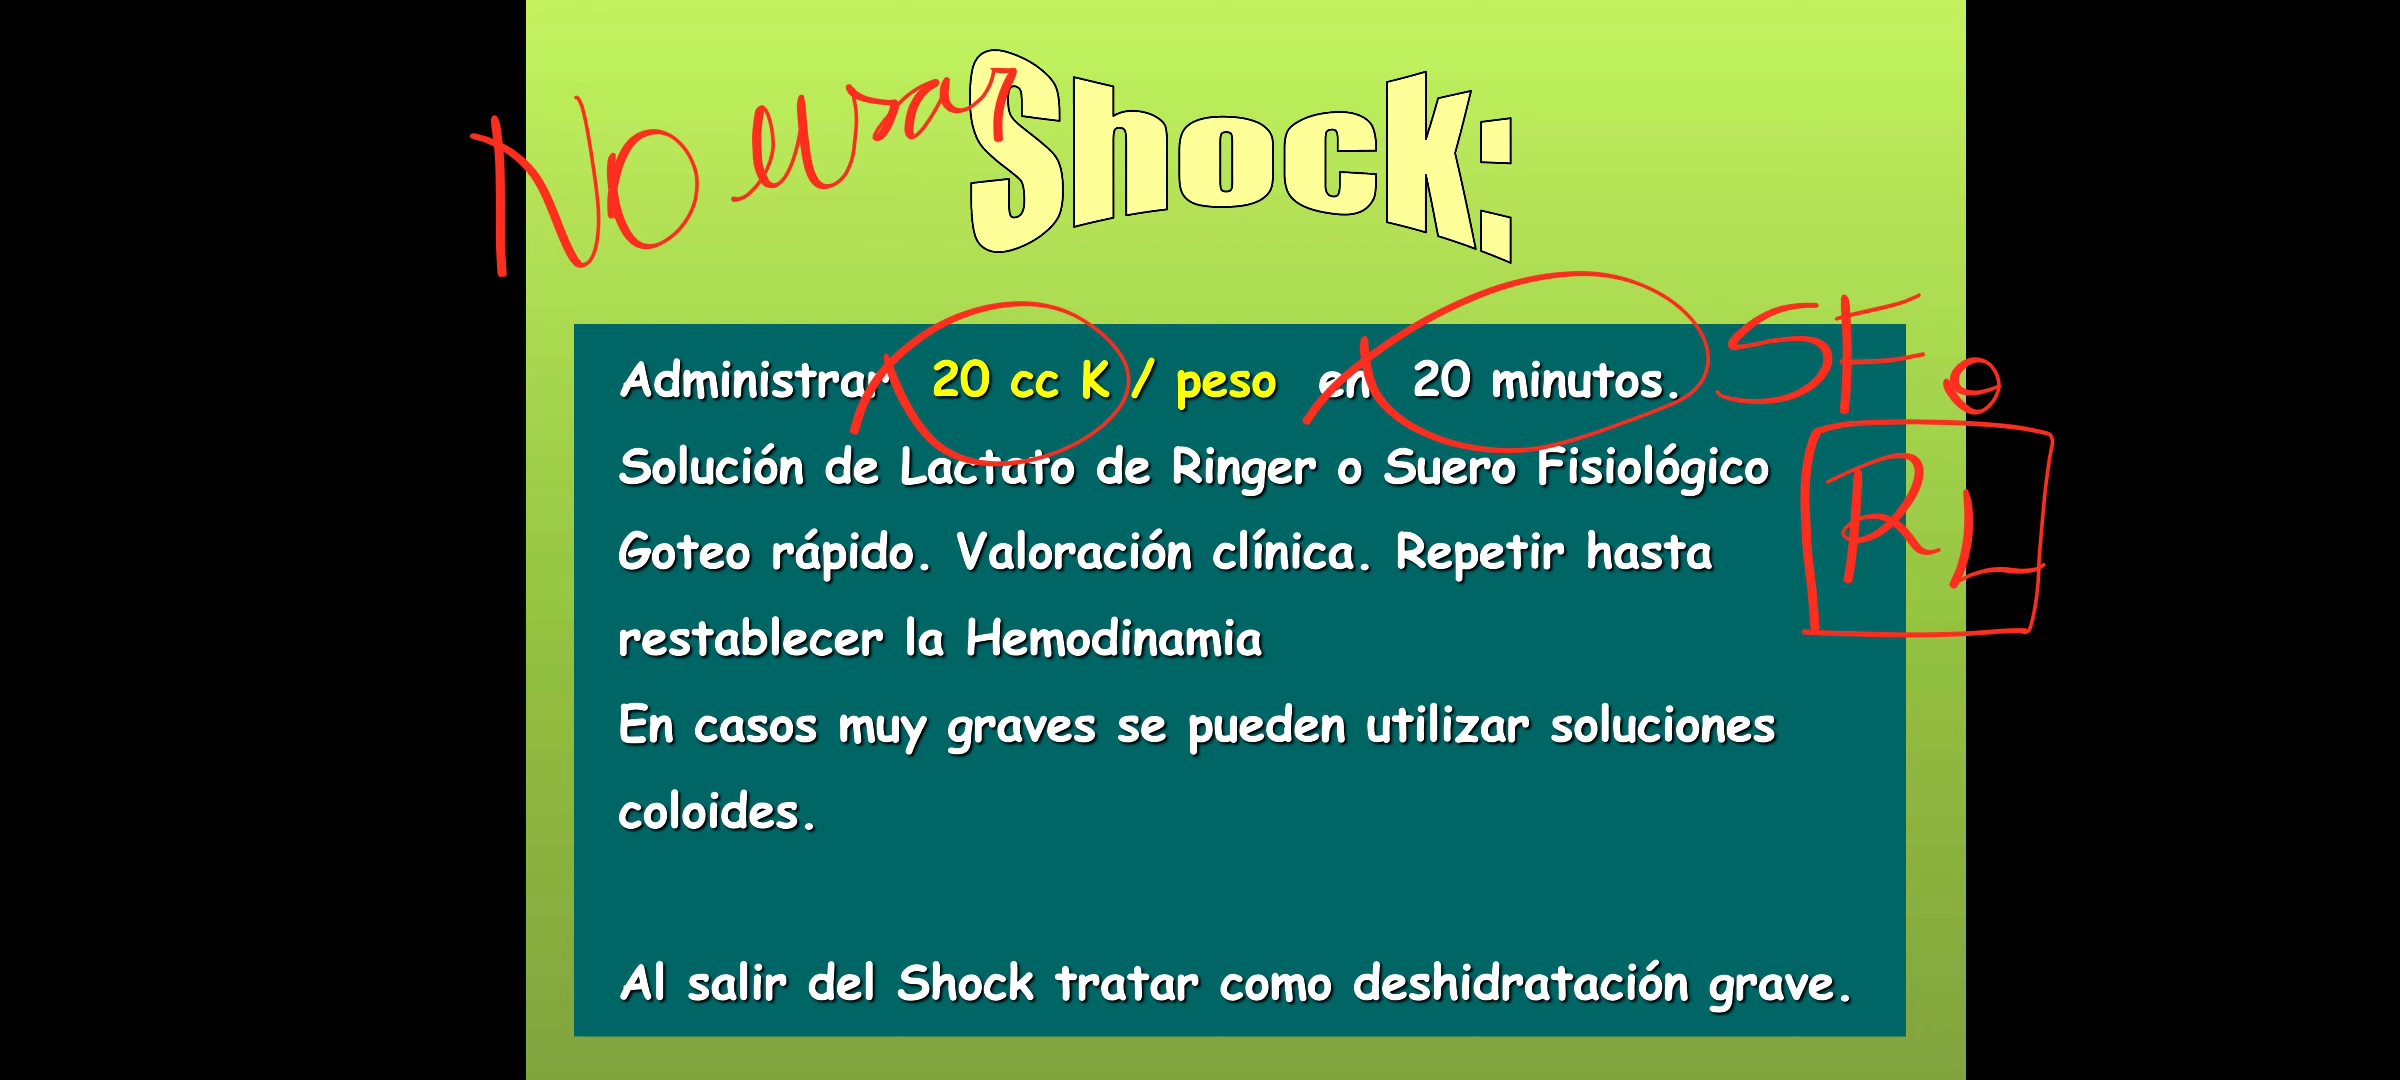 No usar
Shock:
Administrar 20 cc K / peso en 20 minutos.
SF o
RL
Solución de Lactato de Ringer o Suero Fisiológico
Goteo rápido. Valoración clínica. Repetir hasta
restablecer la Hemodinamia
En casos muy graves se pueden utilizar soluciones
coloides.
Al salir del Shock tratar como deshidratación grave.